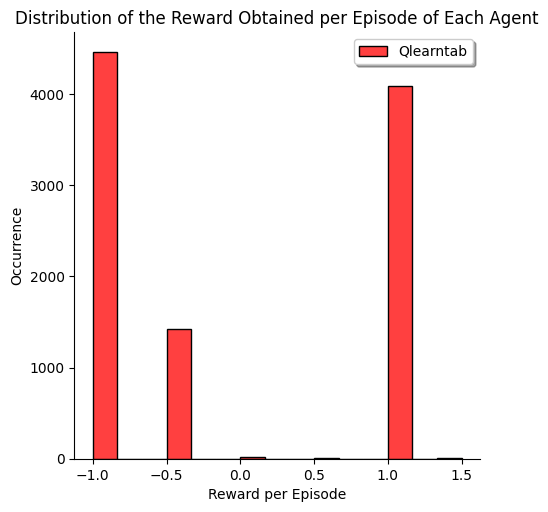 Distribution of the Reward Obtained per Episode of Each Agent
Qlearntab
4000
3000
2000
1000
0
Occurrence
−1.0 −0.5 0.0 0.5 1.0 1.5
Reward per Episode